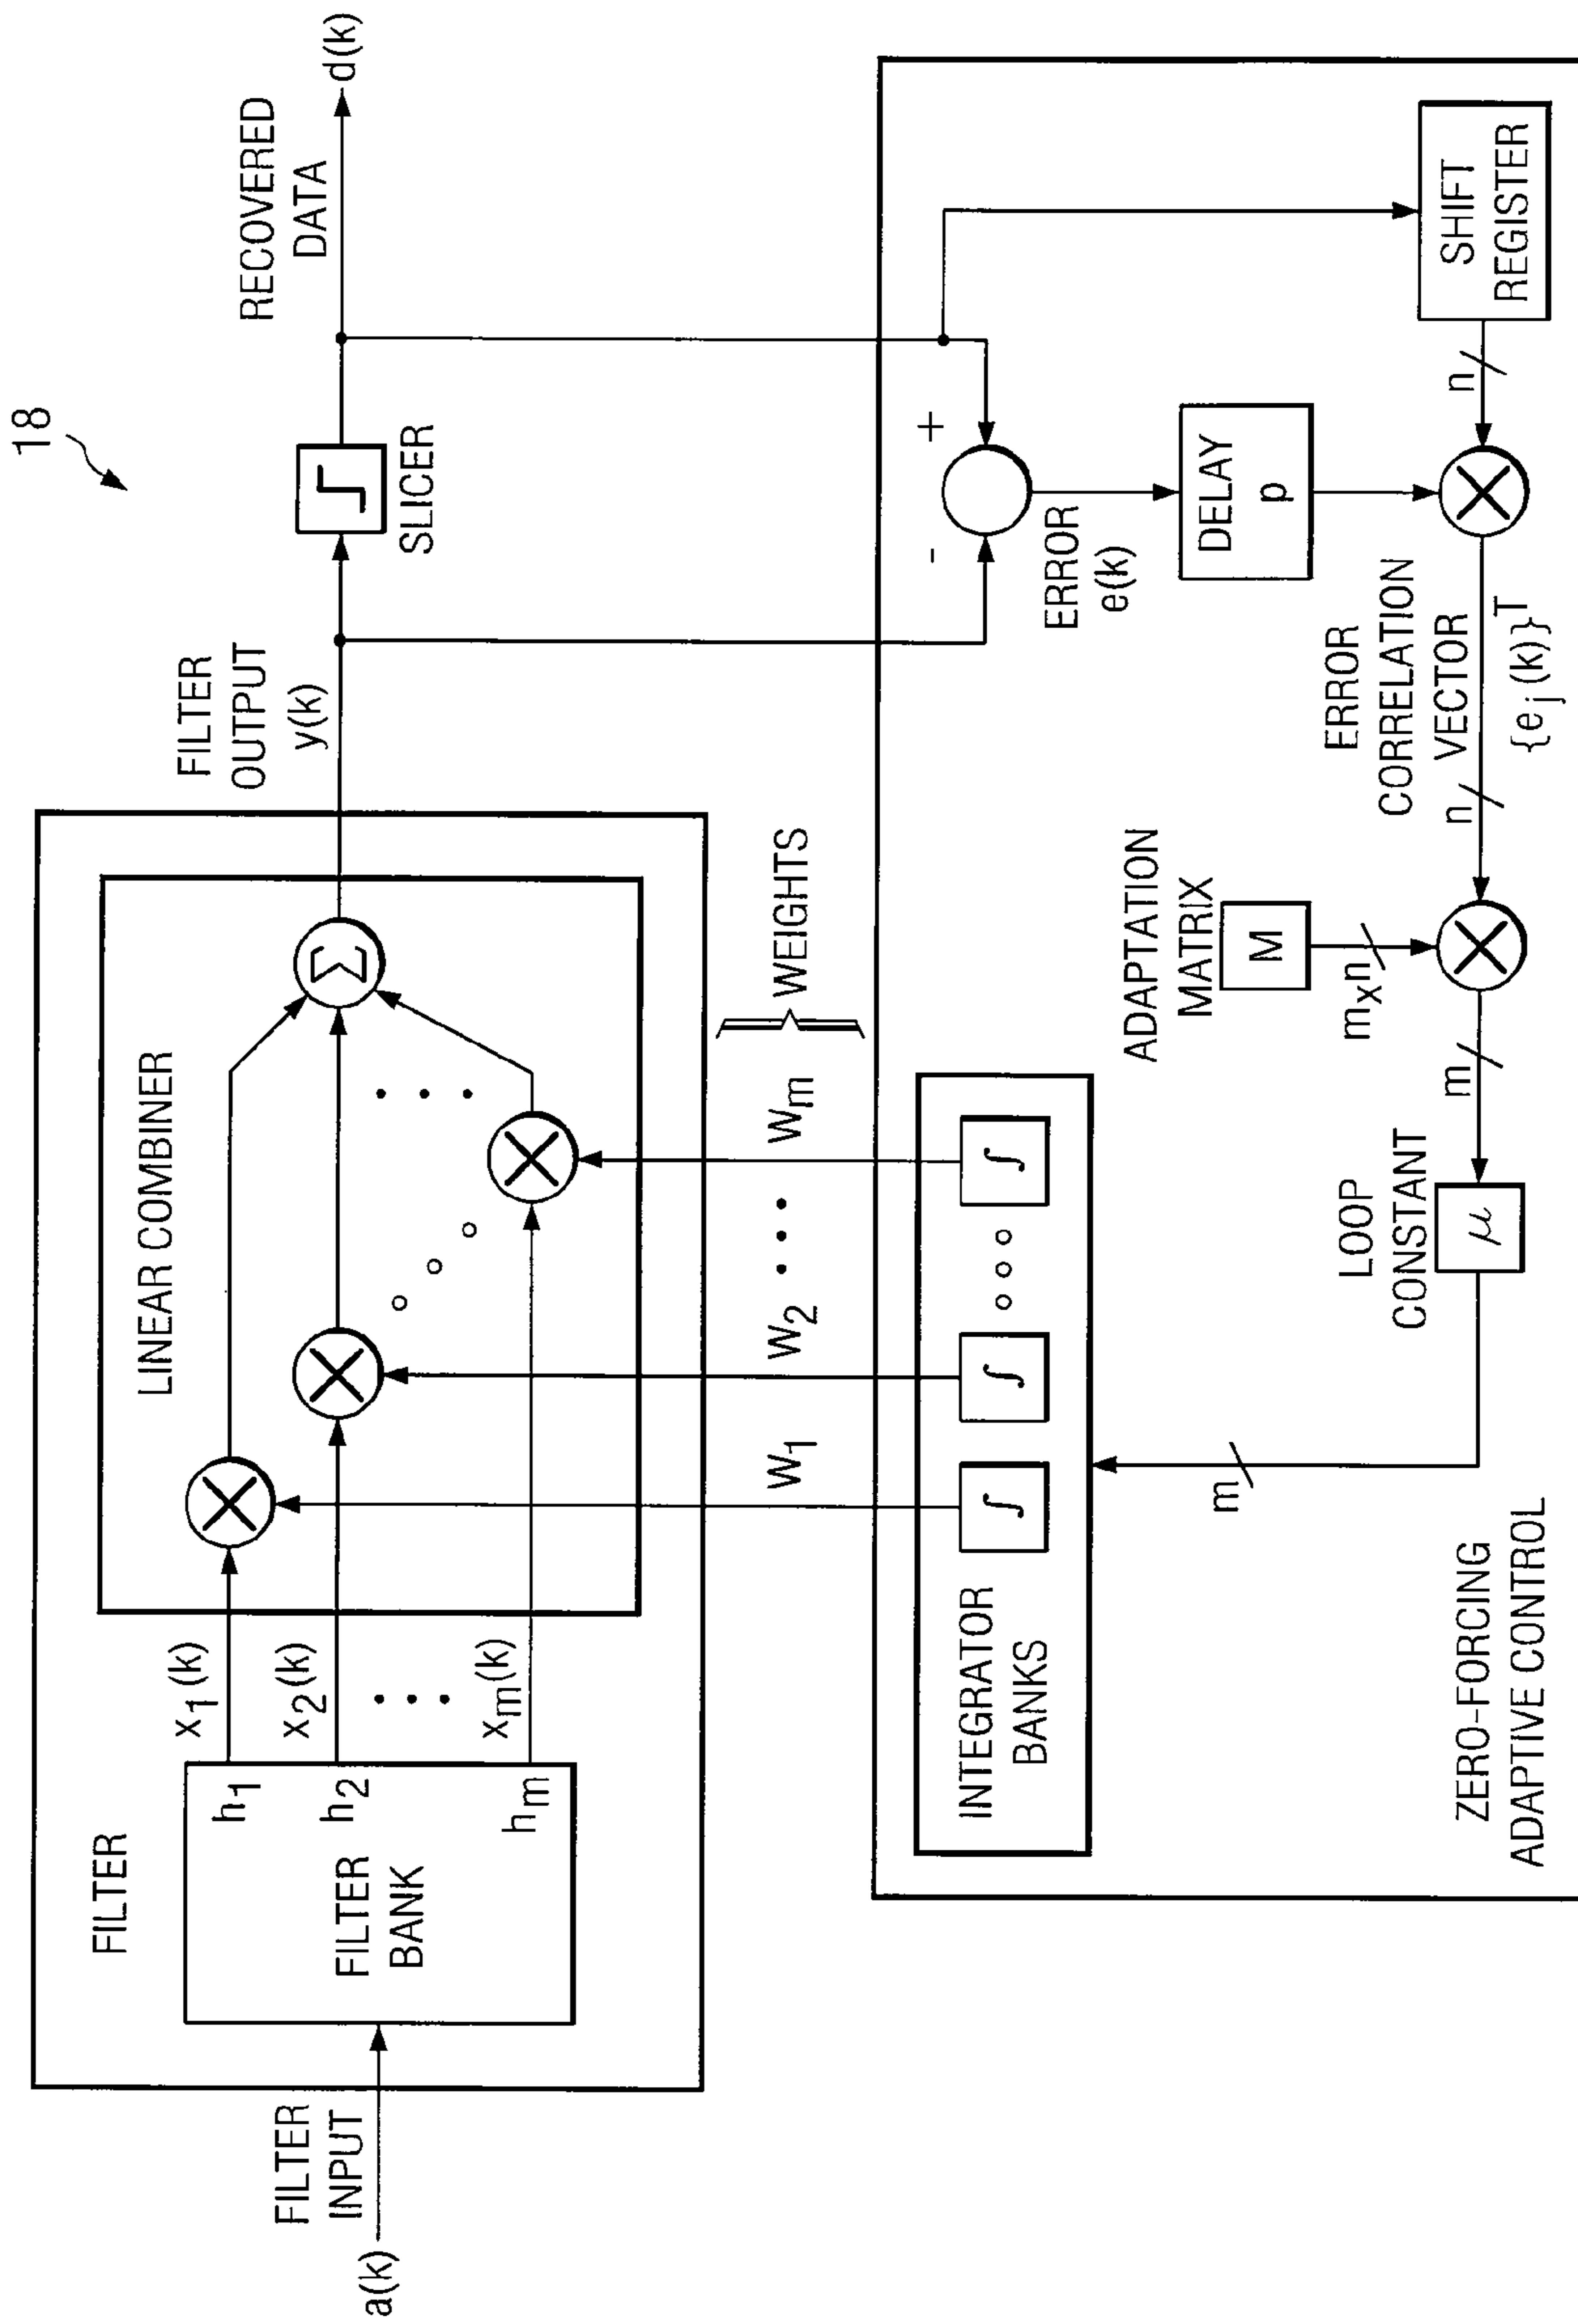 18
FILTER
INPUT
a(k)
FILTER
FILTER
BANK
h1
h2
hm
x1(k)
x2(k)
xm(k)
LINEAR COMBINER
Σ
FILTER
OUTPUT
y(k)
SLICER
RECOVERED
DATA
d(k)
W1
W2
Wm
WEIGHTS
INTEGRATOR
BANKS
∫
∫
∫
m
ZERO-FORCING
ADAPTIVE CONTROL
LOOP
CONSTANT
μ
m
ADAPTATION
MATRIX
M
mxn
n
ERROR
CORRELATION
VECTOR
{ej(k)}T
-
+
ERROR
e(k)
DELAY
p
n
SHIFT
REGISTER